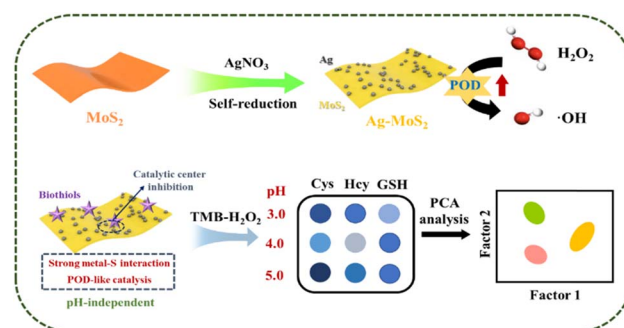 AgNO3
Self-reduction
MoS2
Ag
MoS2
Ag-MoS2
POD
H2O2
·OH
Catalytic center
inhibition
Biothiols
Strong metal-S interaction
POD-like catalysis
pH-independent
TMB-H2O2
pH
Cys Hcy GSH
3.0
4.0
5.0
PCA
analysis
Factor 2
Factor 1